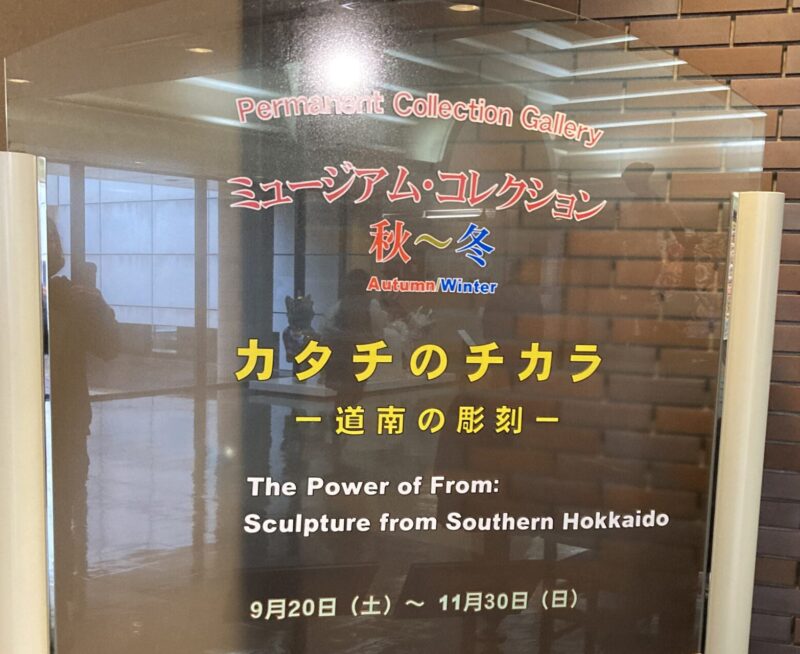 Permanent Collection Gallery
ミュージアム・コレクション
秋～冬
Autumn/Winter
カタチのチカラ
－道南の彫刻－
The Power of From:
Sculpture from Southern Hokkaido
9月20日（土）～ 11月30日（日）